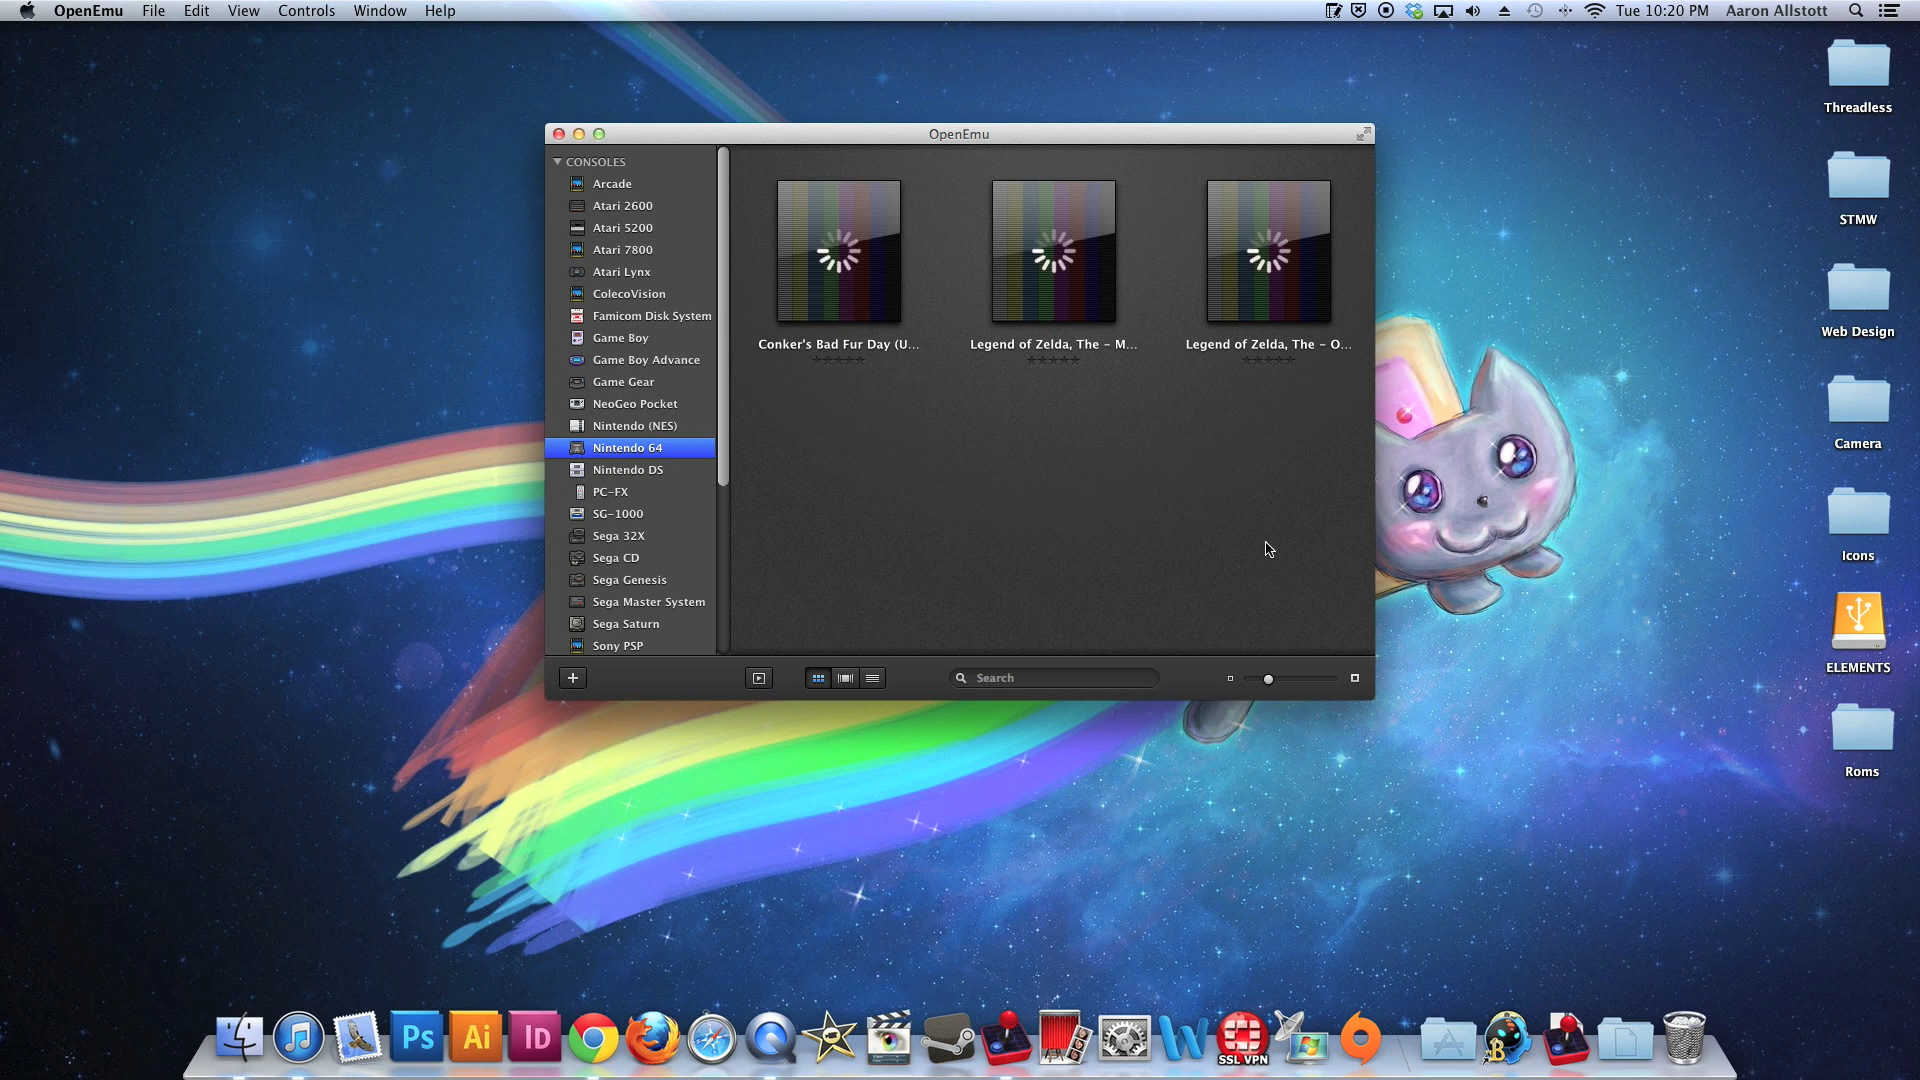 OpenEmu File Edit View Controls Window Help Tue 10:20 PM Aaron Allstott
OpenEmu
CONSOLES
Arcade
Atari 2600
Atari 5200
Atari 7800
Atari Lynx
ColecoVision
Famicom Disk System
Game Boy
Game Boy Advance
Game Gear
NeoGeo Pocket
Nintendo (NES)
Nintendo 64
Nintendo DS
PC-FX
SG-1000
Sega 32X
Sega CD
Sega Genesis
Sega Master System
Sega Saturn
Sony PSP
Conker's Bad Fur Day (U...
Legend of Zelda, The - M...
Legend of Zelda, The - O...
Search
Threadless
STMW
Web Design
Camera
Icons
ELEMENTS
Roms
Ps
Ai
ID
W
SSL VPN
B